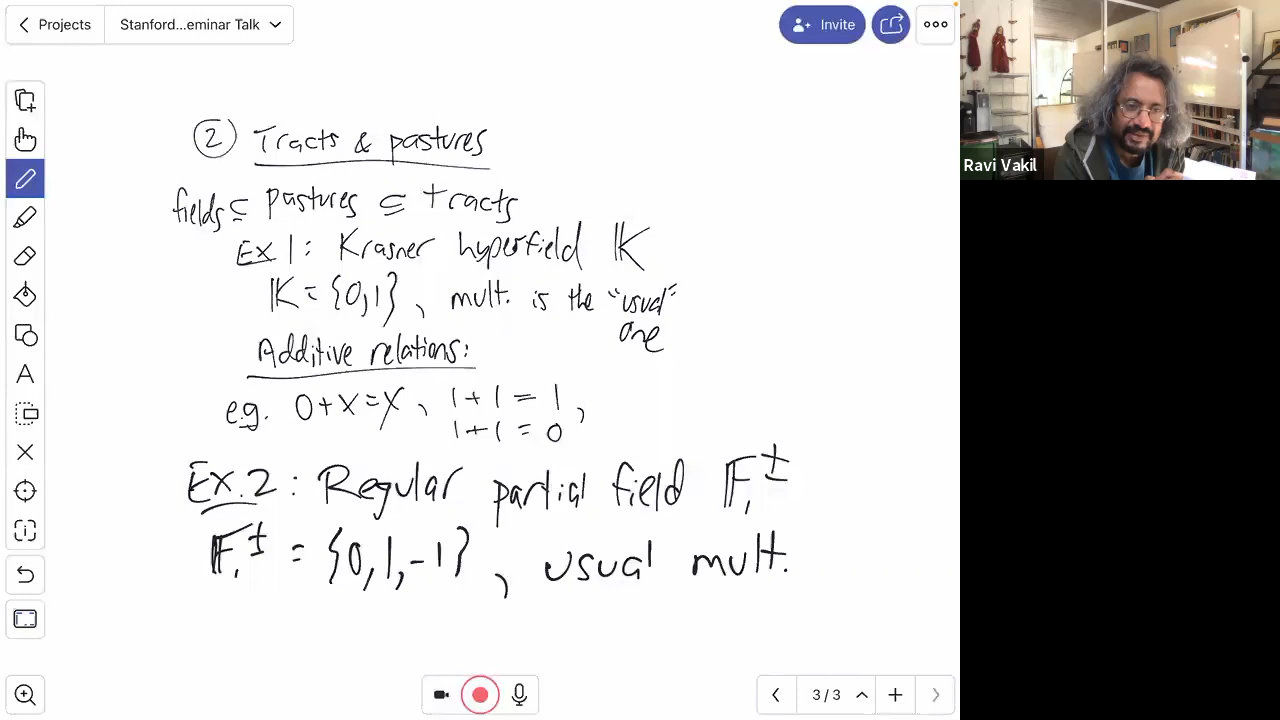 Projects
Stanford...eminar Talk
Invite
② Tracts & pastures
fields ⊆ pastures ⊆ tracts
Ex 1: Krasner hyperfield 𝕂
𝕂 = {0,1}, mult. is the "usual"
one
Additive relations:
e.g. 0+x=x, 1+1=1,
1+1=0
Ex. 2: Regular partial field 𝔽₁±
𝔽₁± = {0,1,-1}, usual mult.
3/3
Ravi Vakil